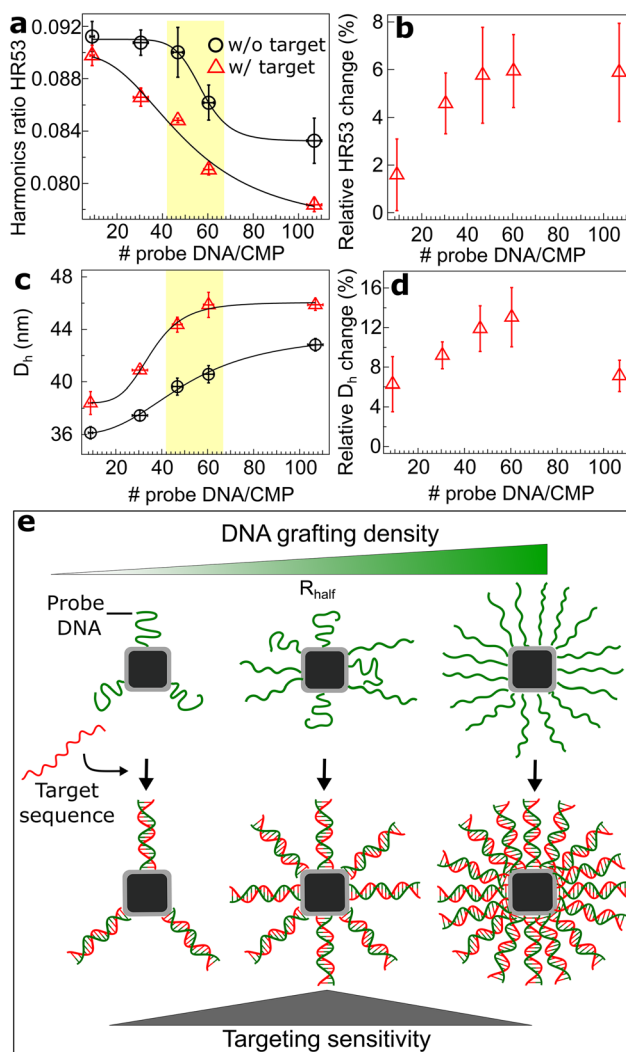 a
0.092
0.088
0.084
0.080
Harmonics ratio HR53
w/o target
w/ target
0 20 40 60 80 100
# probe DNA/CMP
b
8
6
4
2
0
Relative HR53 change (%)
0 20 40 60 80 100
# probe DNA/CMP
c
48
44
40
36
Dₕ (nm)
0 20 40 60 80 100
# probe DNA/CMP
d
16
12
8
4
0
Relative Dₕ change (%)
0 20 40 60 80 100
# probe DNA/CMP
e
DNA grafting density
R_half
Probe
DNA
Target
sequence
Targeting sensitivity